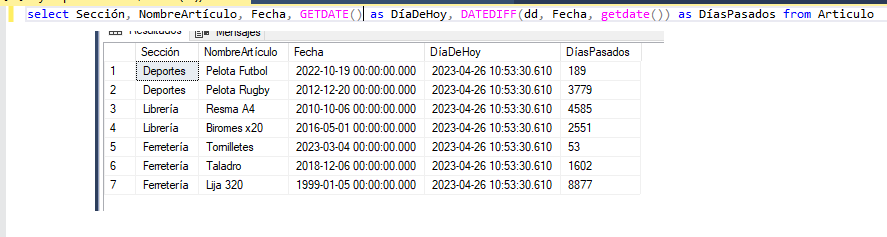 select Sección, NombreArtículo, Fecha, GETDATE() as DíaDeHoy, DATEDIFF(dd, Fecha, getdate()) as DíasPasados from Articulo
Resultados Mensajes
Sección NombreArtículo Fecha DíaDeHoy DíasPasados
1 Deportes Pelota Futbol 2022-10-19 00:00:00.000 2023-04-26 10:53:30.610 189
2 Deportes Pelota Rugby 2012-12-20 00:00:00.000 2023-04-26 10:53:30.610 3779
3 Librería Resma A4 2010-10-06 00:00:00.000 2023-04-26 10:53:30.610 4585
4 Librería Biromes x20 2016-05-01 00:00:00.000 2023-04-26 10:53:30.610 2551
5 Ferretería Tornilletes 2023-03-04 00:00:00.000 2023-04-26 10:53:30.610 53
6 Ferretería Taladro 2018-12-06 00:00:00.000 2023-04-26 10:53:30.610 1602
7 Ferretería Lija 320 1999-01-05 00:00:00.000 2023-04-26 10:53:30.610 8877